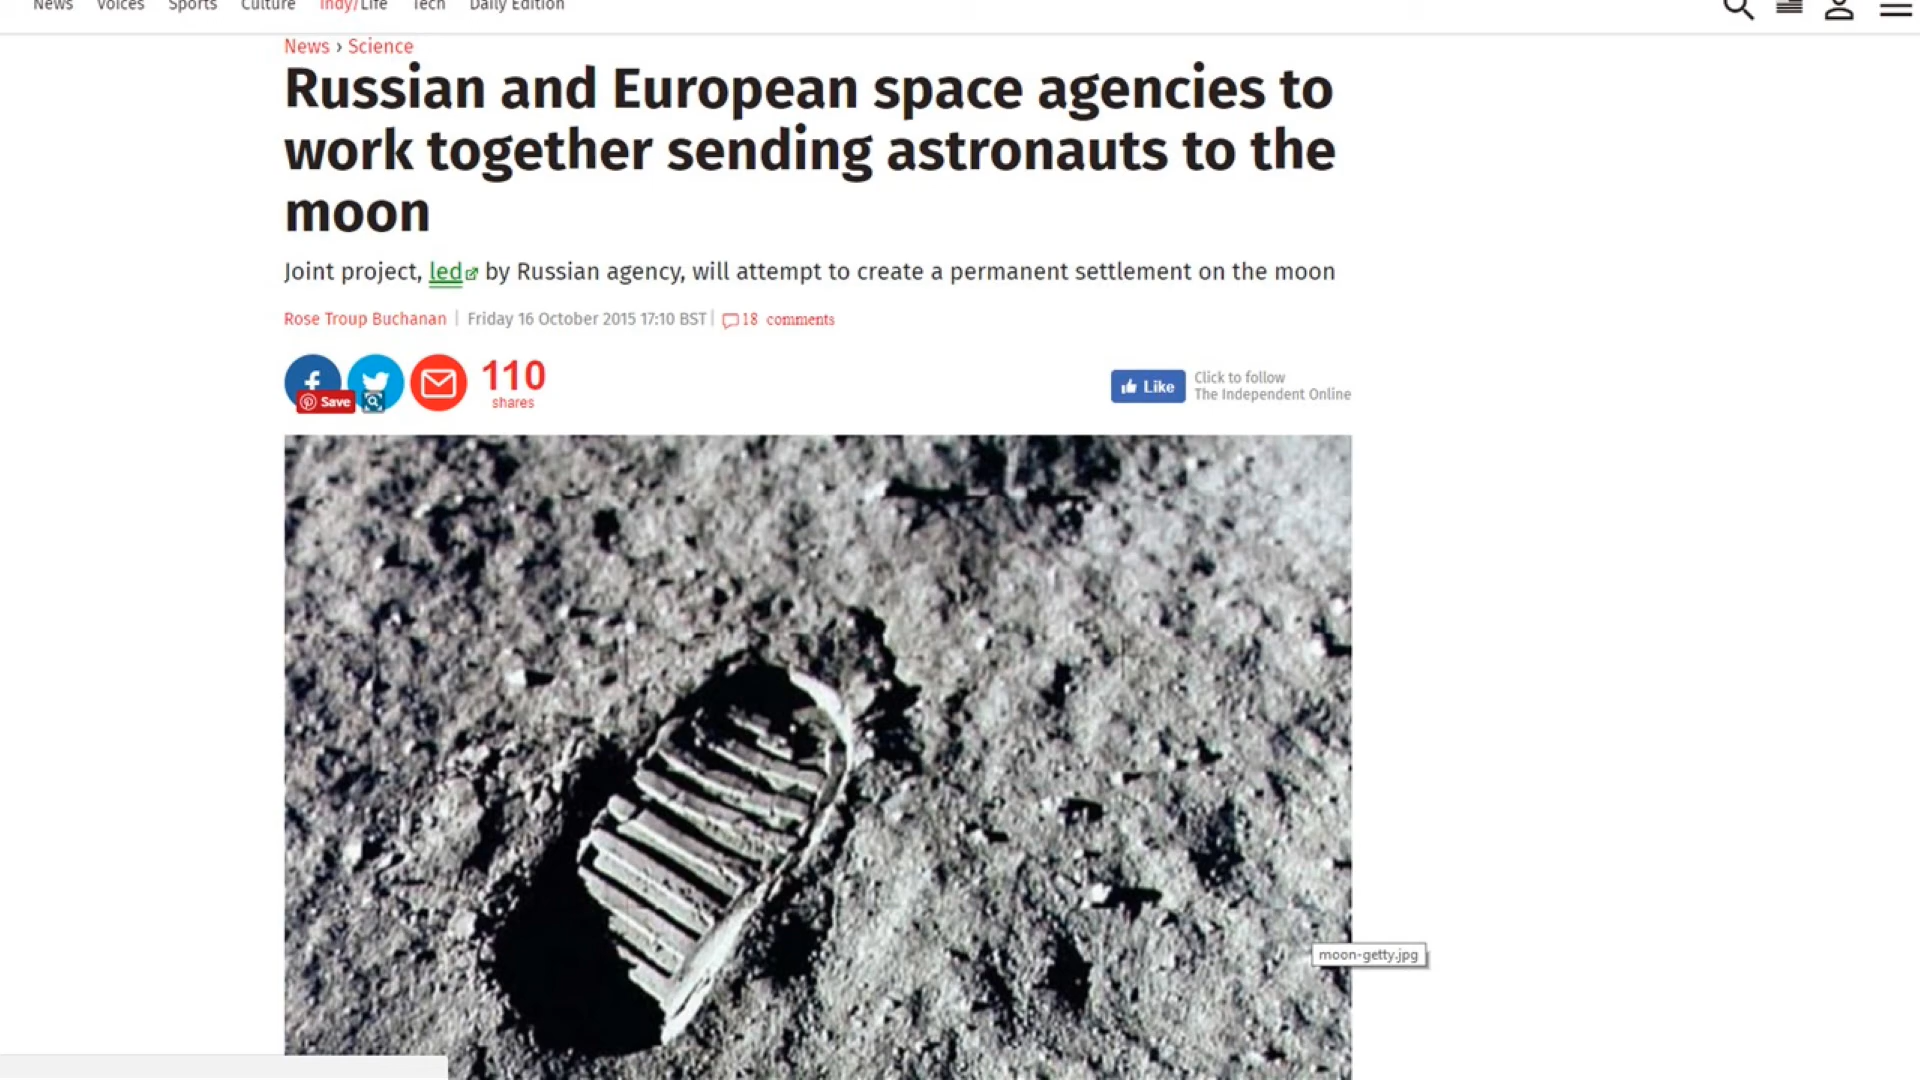 News Voices Sports Culture Indy/Life Tech Daily Edition
News › Science
Russian and European space agencies to
work together sending astronauts to the
moon
Joint project, led by Russian agency, will attempt to create a permanent settlement on the moon
Rose Troup Buchanan | Friday 16 October 2015 17:10 BST | 18 comments
Save
110
shares
Like
Click to follow
The Independent Online
moon-getty.jpg